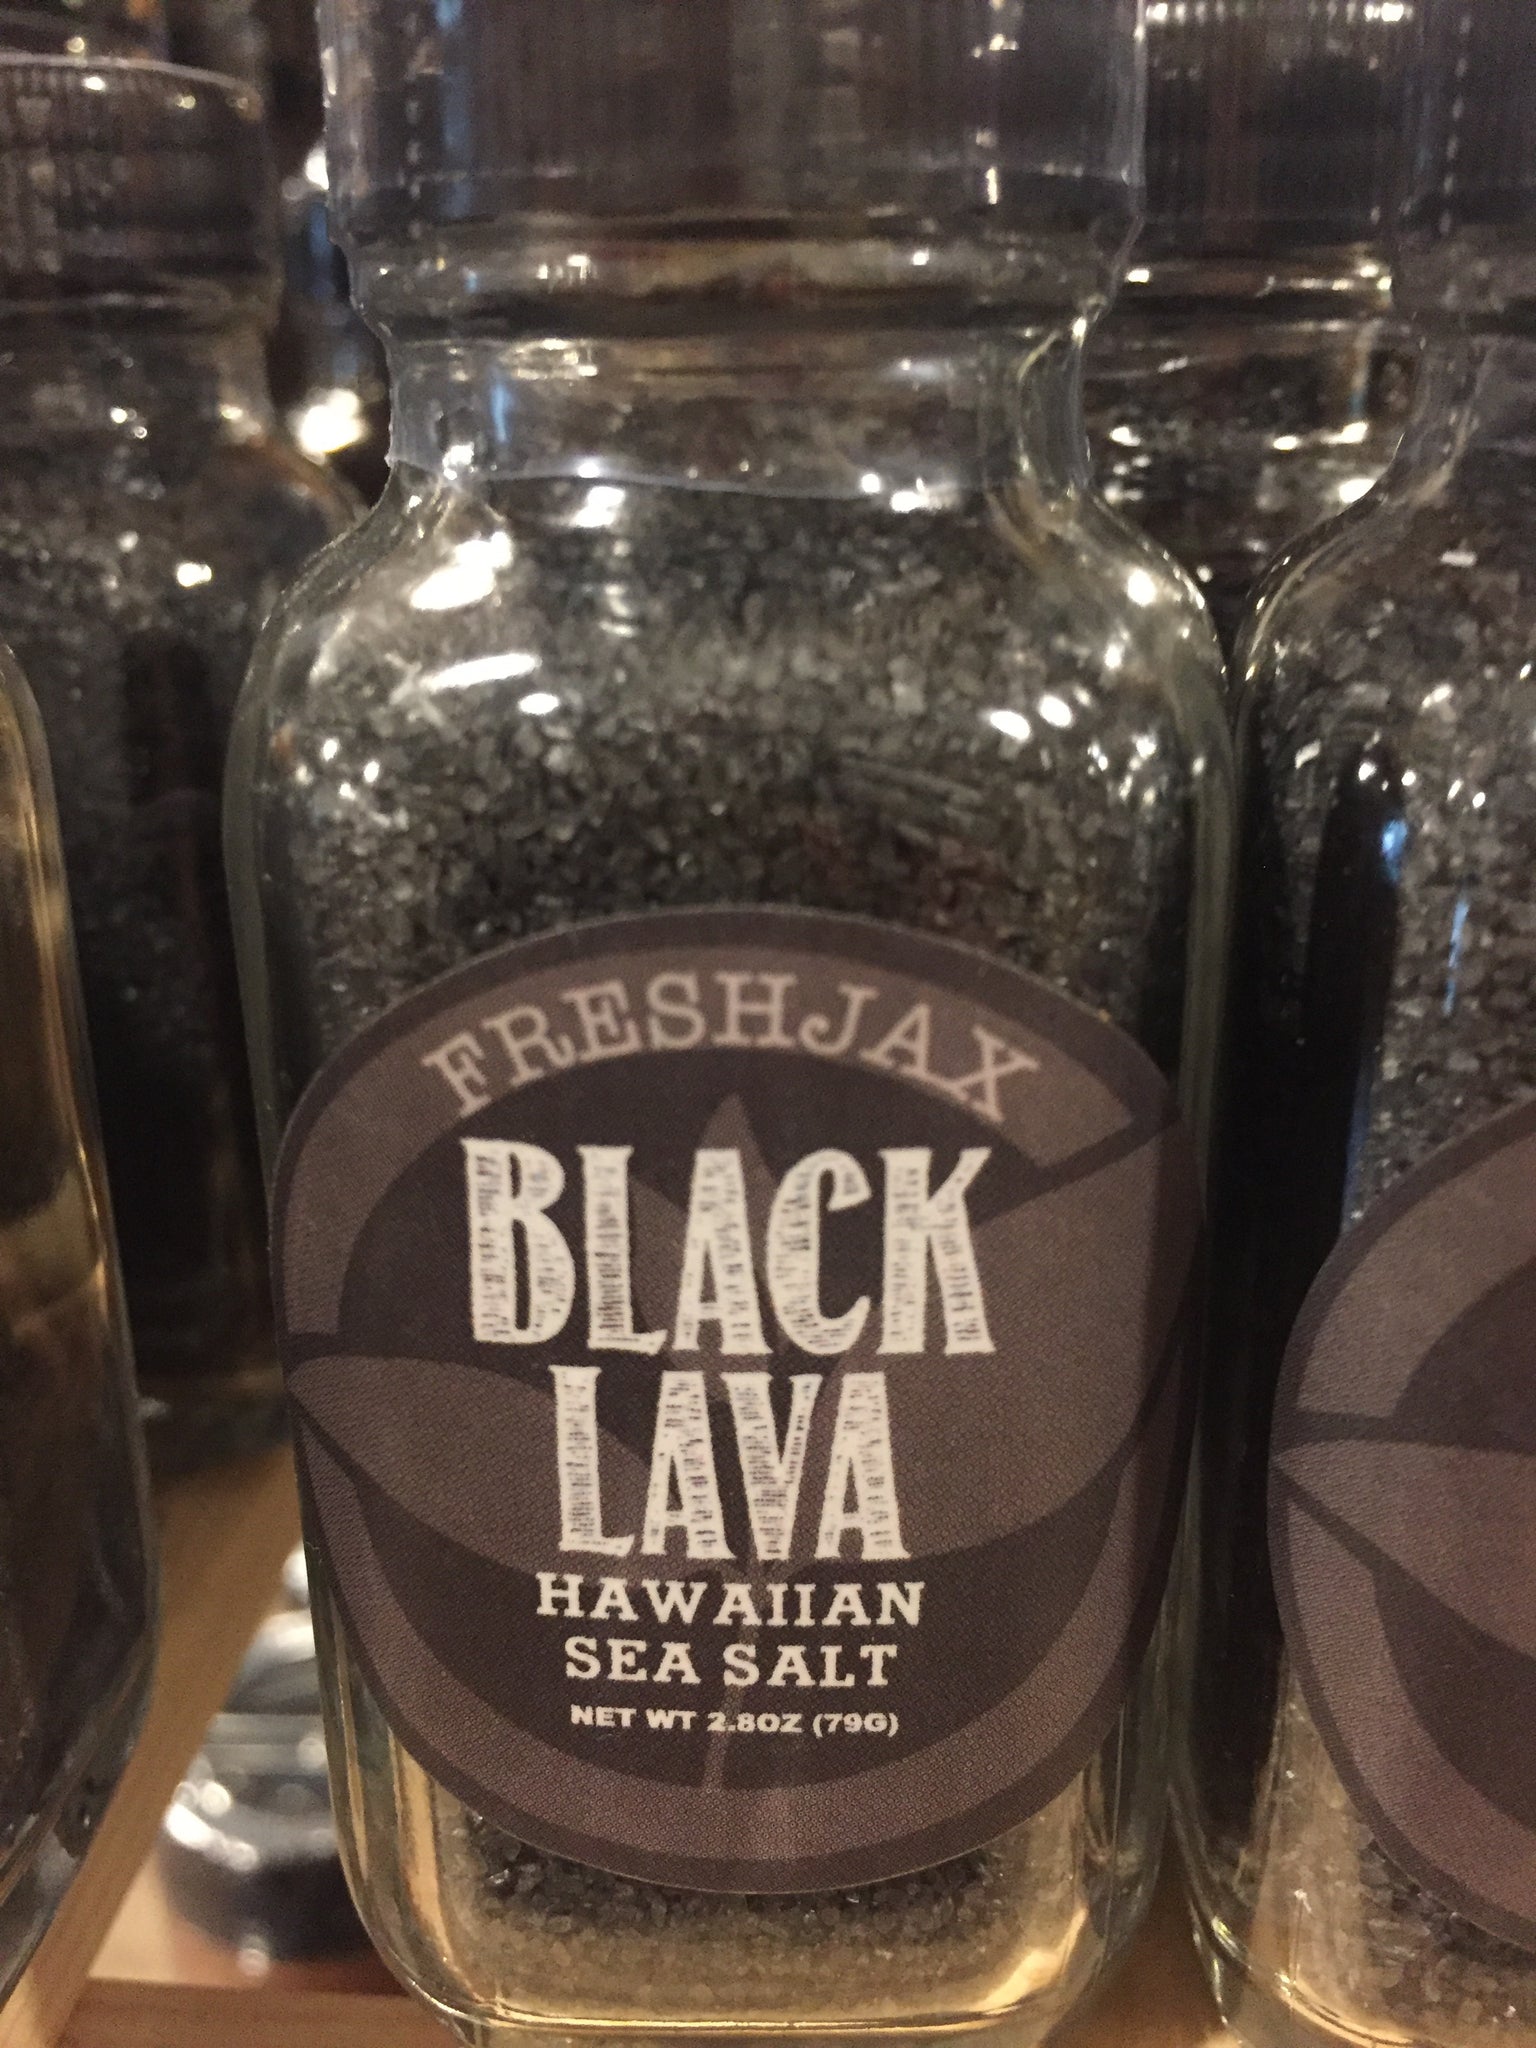 FRESHJAX
BLACK
LAVA
HAWAIIAN
SEA SALT
NET WT 2.8OZ (79G)